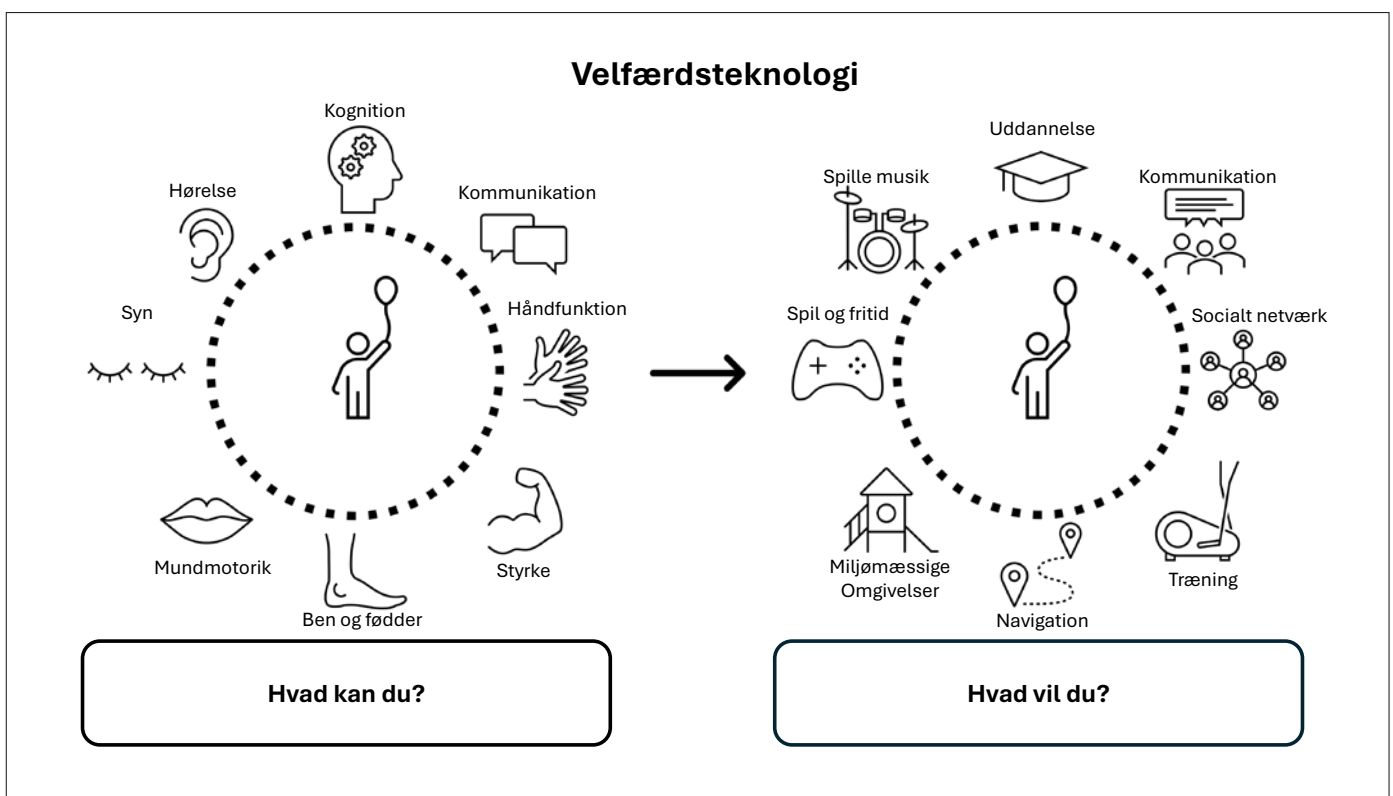 Velfærdsteknologi
Kognition
Hørelse
Kommunikation
Syn
Håndfunktion
Mundmotorik
Styrke
Ben og fødder
Hvad kan du?
Uddannelse
Spille musik
Kommunikation
Spil og fritid
Socialt netværk
Miljømæssige
Omgivelser
Træning
Navigation
Hvad vil du?